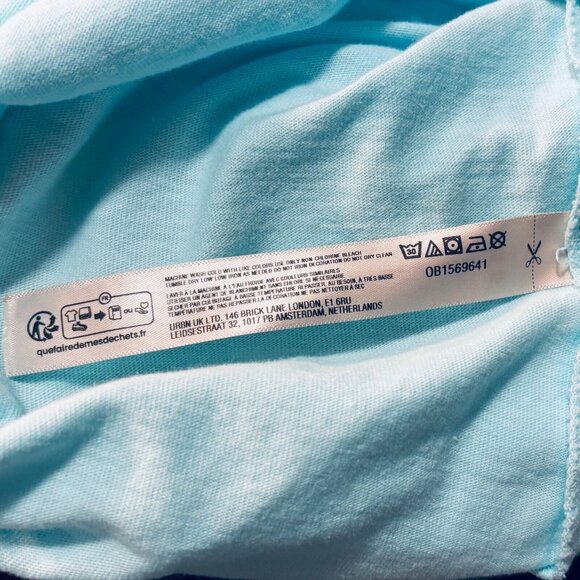 MACHINE WASH COLD WITH LIKE COLORS USE ONLY NON-CHLORINE BLEACH
TUMBLE DRY LOW LOW IRON AS NEEDED DO NOT IRON DECORATION DO NOT DRY CLEAN
LAVER À LA MACHINE À L'EAU FROIDE AVEC COULEURS SIMILAIRES
UTILISER UN AGENT DE BLANCHIMENT SANS CHLORE SI BESOIN
SÉCHER PAR CULBUTAGE À BASSE TEMPÉRATURE REPASSER, AU BESOIN, À TRÈS BASSE
TEMPÉRATURE NE PAS REPASSER LA DÉCORATION NE PAS NETTOYER À SEC
URBN UK LTD. 146 BRICK LANE LONDON, E1 6RU
LEIDSESTRAAT 32, 1017 PB AMSTERDAM, NETHERLANDS
30
OB1569641
FR
ou
quefairedemesdechets.fr